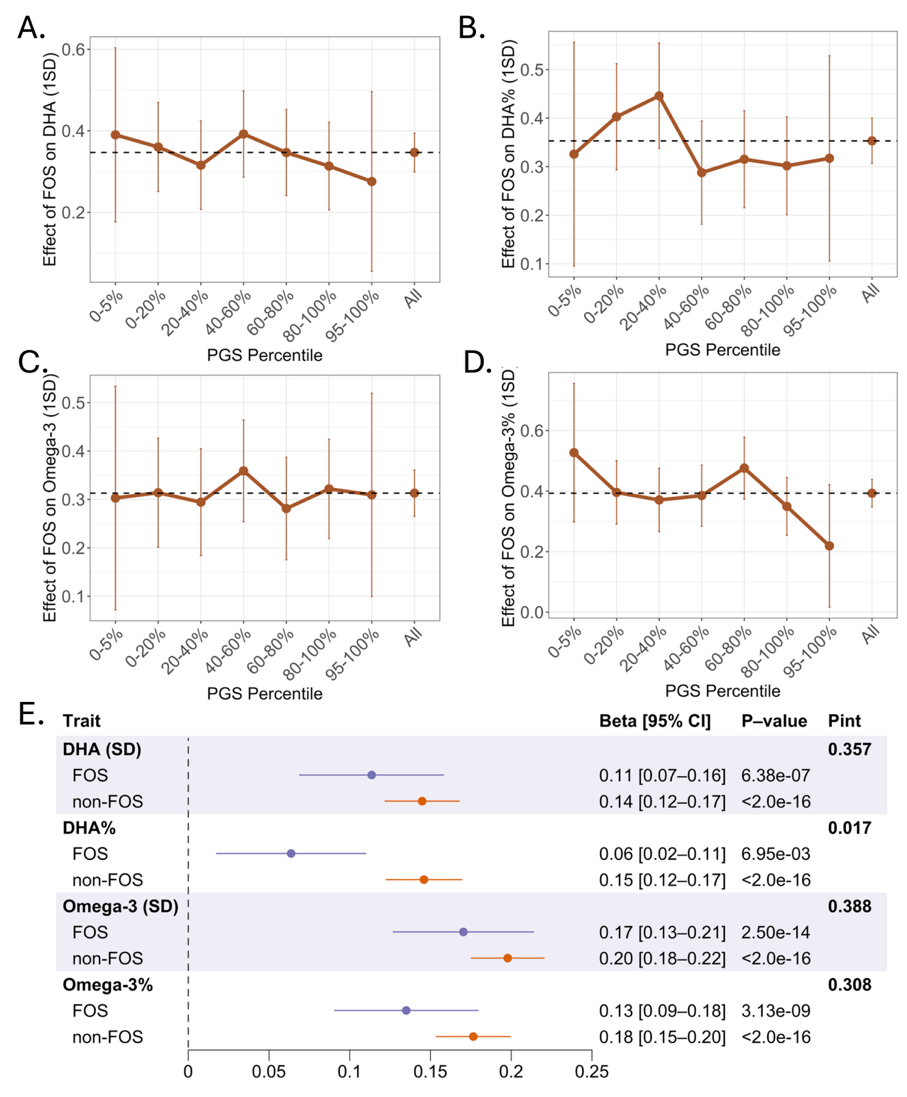 A.
Effect of FOS on DHA (1SD)
0.6
0.4
0.2
0-5%
0-20%
20-40%
40-60%
60-80%
80-100%
95-100%
All
PGS Percentile
B.
Effect of FOS on DHA% (1SD)
0.5
0.4
0.3
0.2
0.1
0-5%
0-20%
20-40%
40-60%
60-80%
80-100%
95-100%
All
PGS Percentile
C.
Effect of FOS on Omega-3 (1SD)
0.5
0.4
0.3
0.2
0.1
0-5%
0-20%
20-40%
40-60%
60-80%
80-100%
95-100%
All
PGS Percentile
D.
Effect of FOS on Omega-3% (1SD
0.6
0.4
0.2
0.0
0-5%
0-20%
20-40%
40-60%
60-80%
80-100%
95-100%
All
PGS Percentile
E.
Trait Beta [95% CI] P–value Pint
DHA (SD) 0.357
FOS 0.11 [0.07–0.16] 6.38e-07
non-FOS 0.14 [0.12–0.17] <2.0e-16
DHA% 0.017
FOS 0.06 [0.02–0.11] 6.95e-03
non-FOS 0.15 [0.12–0.17] <2.0e-16
Omega-3 (SD) 0.388
FOS 0.17 [0.13–0.21] 2.50e-14
non-FOS 0.20 [0.18–0.22] <2.0e-16
Omega-3% 0.308
FOS 0.13 [0.09–0.18] 3.13e-09
non-FOS 0.18 [0.15–0.20] <2.0e-16
0 0.05 0.1 0.15 0.2 0.25